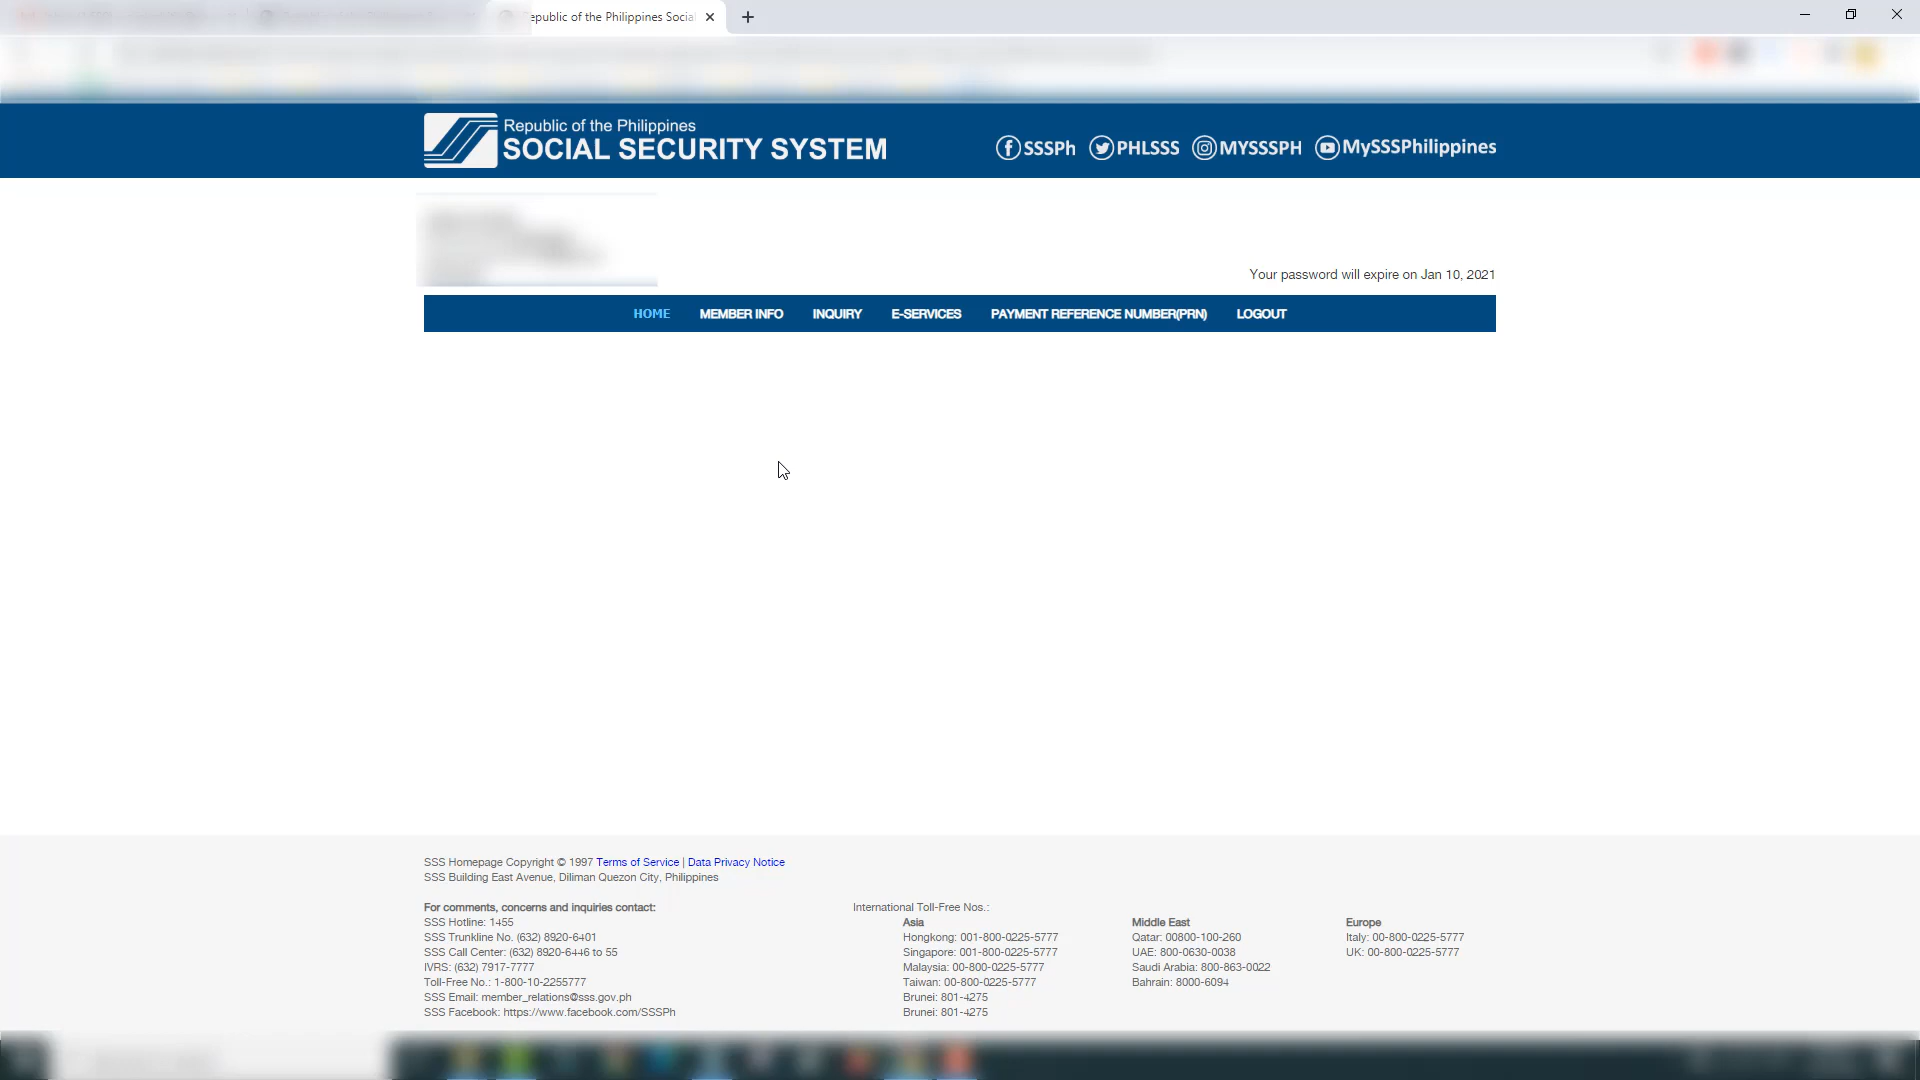 Republic of the Philippines Social
Republic of the Philippines
SOCIAL SECURITY SYSTEM
SSSPh PHLSSS MYSSSPH MySSSPhilippines
Your password will expire on Jan 10, 2021
HOME MEMBER INFO INQUIRY E-SERVICES PAYMENT REFERENCE NUMBER(PRN) LOGOUT
SSS Homepage Copyright © 1997 Terms of Service | Data Privacy Notice
SSS Building East Avenue, Diliman Quezon City, Philippines
For comments, concerns and inquiries contact:
SSS Hotline: 1455
SSS Trunkline No. (632) 8920-6401
SSS Call Center: (632) 8920-6446 to 55
IVRS: (632) 7917-7777
Toll-Free No.: 1-800-10-2255777
SSS Email: member_relations@sss.gov.ph
SSS Facebook: https://www.facebook.com/SSSPh
International Toll-Free Nos.:
Asia
Hongkong: 001-800-0225-5777
Singapore: 001-800-0225-5777
Malaysia: 00-800-0225-5777
Taiwan: 00-800-0225-5777
Brunei: 801-4275
Brunei: 801-4275
Middle East
Qatar: 00800-100-260
UAE: 800-0630-0038
Saudi Arabia: 800-863-0022
Bahrain: 8000-6094
Europe
Italy: 00-800-0225-5777
UK: 00-800-0225-5777